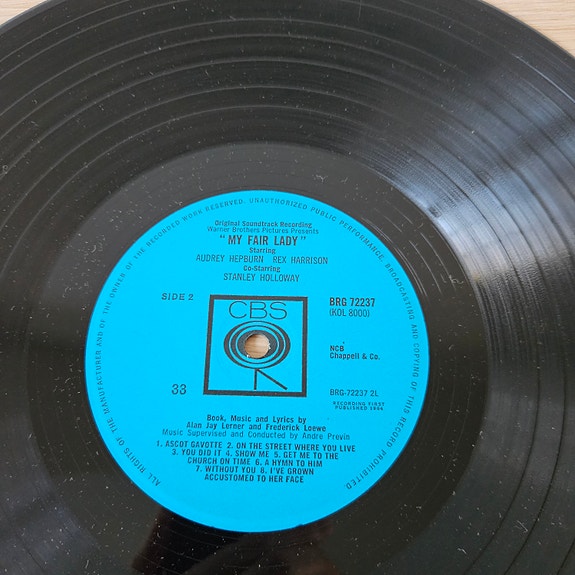 ALL RIGHTS OF THE MANUFACTURER AND OF THE OWNER OF THE RECORDED WORK RESERVED. UNAUTHORIZED PUBLIC PERFORMANCE, BROADCASTING AND COPYING OF THIS RECORD PROHIBITED.
Original Soundtrack Recording
Warner Brothers Pictures Presents
"MY FAIR LADY"
Starring
AUDREY HEPBURN REX HARRISON
Co-Starring
STANLEY HOLLOWAY
SIDE 2
CBS
BRG 72237
(KOL 8000)
NCB
Chappell & Co.
33
BRG-72237 2L
RECORDING FIRST
PUBLISHED 1964
Book, Music and Lyrics by
Alan Jay Lerner and Frederick Loewe
Music Supervised and Conducted by Andre Previn
1. ASCOT GAVOTTE 2. ON THE STREET WHERE YOU LIVE
3. YOU DID IT 4. SHOW ME 5. GET ME TO THE
CHURCH ON TIME 6. A HYMN TO HIM
7. WITHOUT YOU 8. I'VE GROWN
ACCUSTOMED TO HER FACE